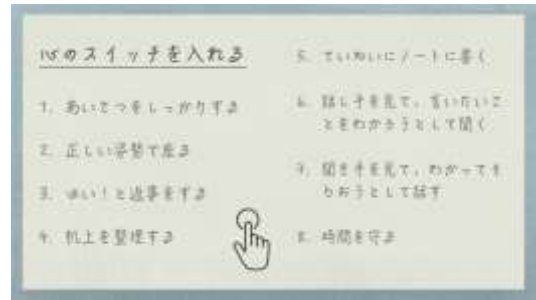 心のスイッチを入れる
1. あいさつをしっかりする
2. 正しい姿勢で座る
3. はい！と返事をする
4. 机上を整理する
5. ていねいにノートに書く
6. 話し手を見て、言いたいこ
とをわかろうとして聞く
7. 聞き手を見て、わかっても
らおうとして話す
8. 時間を守る